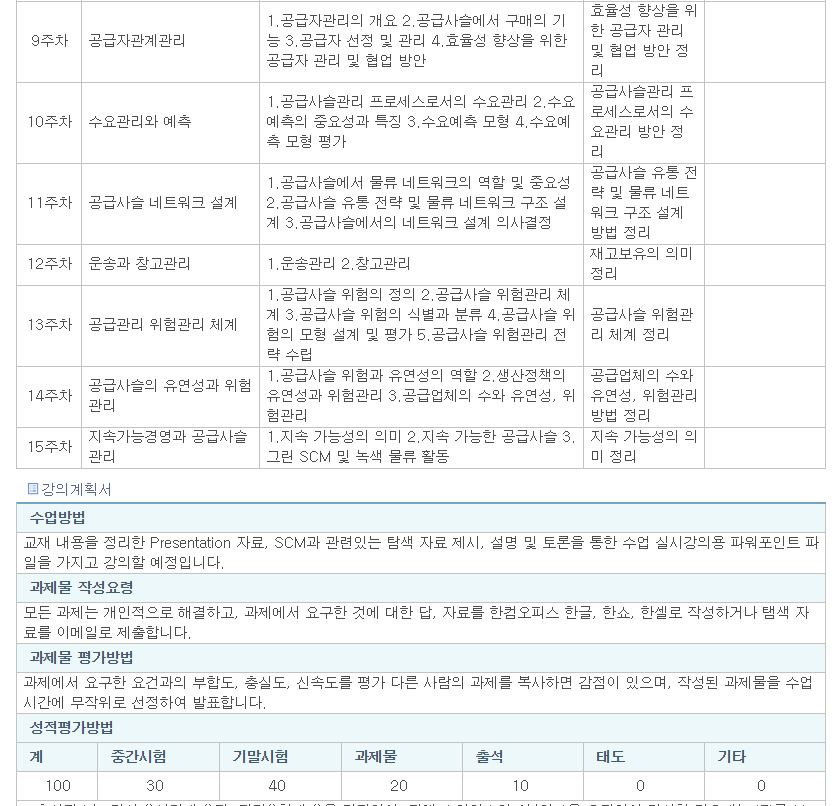 9주차
공급자관계관리
1.공급자관리의 개요 2.공급사슬에서 구매의 기
능 3.공급자 선정 및 관리 4.효율성 향상을 위한
공급자 관리 및 협업 방안
효율성 향상을 위
한 공급자 관리
및 협업 방안 정
리
10주차
수요관리와 예측
1.공급사슬관리 프로세스로서의 수요관리 2.수요
예측의 중요성과 특징 3.수요예측 모형 4.수요예
측 모형 평가
공급사슬관리 프
로세스로서의 수
요관리 방안 정
리
11주차
공급사슬 네트워크 설계
1.공급사슬에서 물류 네트워크의 역할 및 중요성
2.공급사슬 유통 전략 및 물류 네트워크 구조 설
계 3.공급사슬에서의 네트워크 설계 의사결정
공급사슬 유통 전
략 및 물류 네트
워크 구조 설계
방법 정리
12주차
운송과 창고관리
1.운송관리 2.창고관리
재고보유의 의미
정리
13주차
공급관리 위험관리 체계
1.공급사슬 위험의 정의 2.공급사슬 위험관리 체
계 3.공급사슬 위험의 식별과 분류 4.공급사슬 위
험의 모형 설계 및 평가 5.공급사슬 위험관리 전
략 수립
공급사슬 위험관
리 체계 정리
14주차
공급사슬의 유연성과 위험
관리
1.공급사슬 위험과 유연성의 역할 2.생산정책의
유연성과 위험관리 3.공급업체의 수와 유연성, 위
험관리
공급업체의 수와
유연성, 위험관리
방법 정리
15주차
지속가능경영과 공급사슬
관리
1.지속 가능성의 의미 2.지속 가능한 공급사슬 3.
그린 SCM 및 녹색 물류 활동
지속 가능성의 의
미 정리
강의계획서
수업방법
교재 내용을 정리한 Presentation 자료, SCM과 관련있는 탐색 자료 제시, 설명 및 토론을 통한 수업 실시강의용 파워포인트 파
일을 가지고 강의할 예정입니다.
과제물 작성요령
모든 과제는 개인적으로 해결하고, 과제에서 요구한 것에 대한 답, 자료를 한컴오피스 한글, 한쇼, 한셀로 작성하거나 탬색 자
료를 이메일로 제출합니다.
과제물 평가방법
과제에서 요구한 요건과의 부합도, 충실도, 신속도를 평가 다른 사람의 과제를 복사하면 감점이 있으며, 작성된 과제물을 수업
시간에 무작위로 선정하여 발표합니다.
성적평가방법
계 중간시험 기말시험 과제물 출석 태도 기타
100 30 40 20 10 0 0